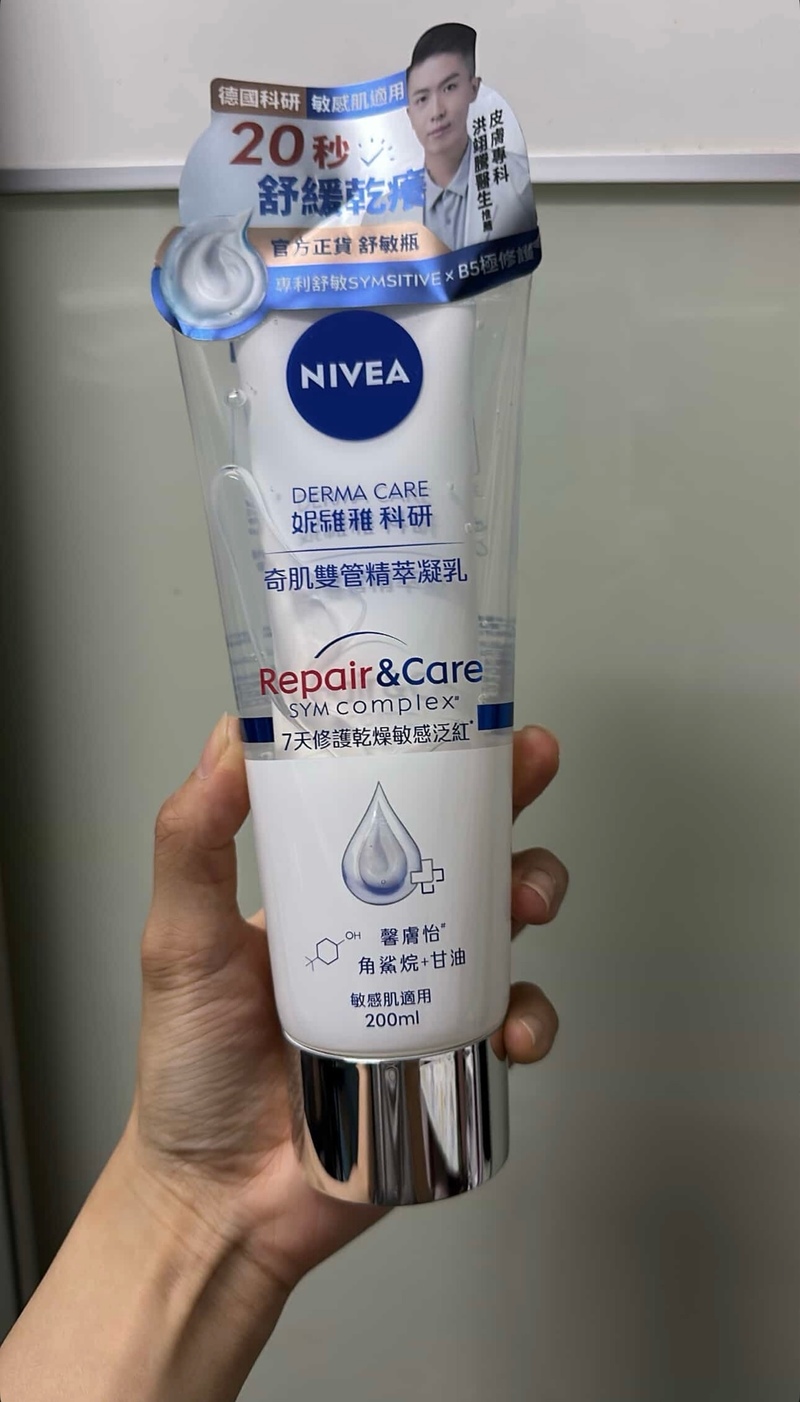 德國科研 敏感肌適用
20秒
舒緩乾癢
皮膚專科
洪翊騰醫生推薦
官方正貨 舒敏瓶
專利舒敏SYMSITIVE x B5極修護
NIVEA
DERMA CARE
妮維雅科研
奇肌雙管精萃凝乳
Repair&Care
SYM complex#
7天修護乾燥敏感泛紅*
OH
馨膚怡#
角鯊烷+甘油
敏感肌適用
200ml